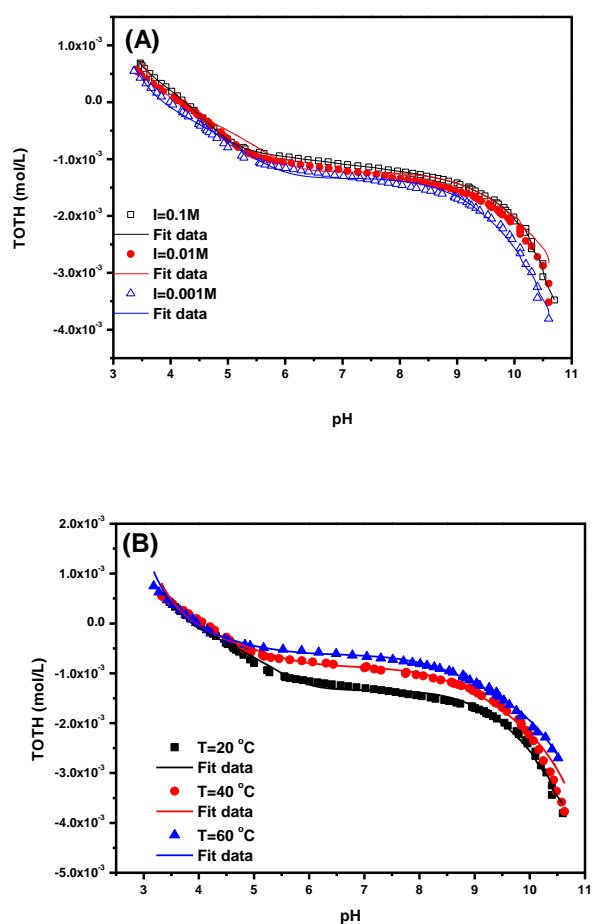 (A)
1.0x10-3
0.0
-1.0x10-3
-2.0x10-3
-3.0x10-3
-4.0x10-3
TOTH (mol/L)
I=0.1M
Fit data
I=0.01M
Fit data
I=0.001M
Fit data
3 4 5 6 7 8 9 10 11
pH
(B)
2.0x10-3
1.0x10-3
0.0
-1.0x10-3
-2.0x10-3
-3.0x10-3
-4.0x10-3
-5.0x10-3
TOTH (mol/L)
T=20 °C
Fit data
T=40 °C
Fit data
T=60 °C
Fit data
3 4 5 6 7 8 9 10 11
pH